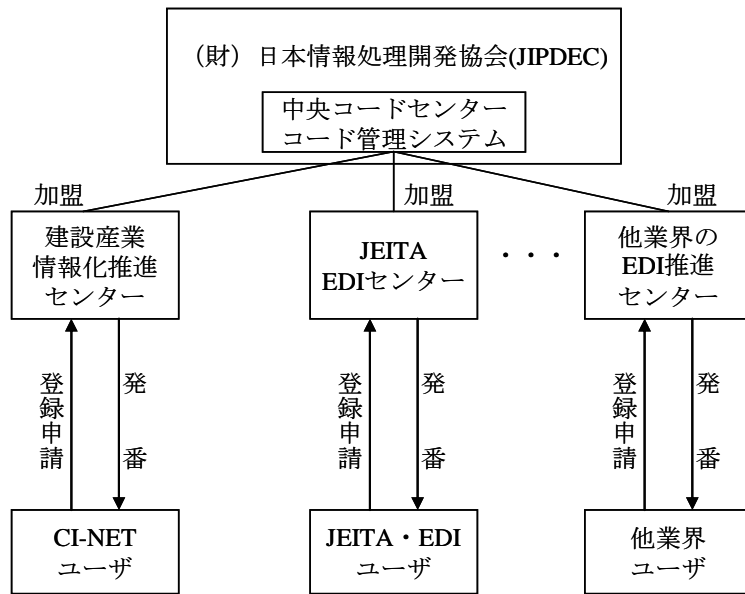 （財）日本情報処理開発協会(JIPDEC)
中央コードセンター
コード管理システム
加盟
加盟
加盟
建設産業
情報化推進
センター
JEITA
EDIセンター
・・・
他業界の
EDI推進
センター
登録申請
発番
登録申請
発番
登録申請
発番
CI-NET
ユーザ
JEITA・EDI
ユーザ
他業界
ユーザ